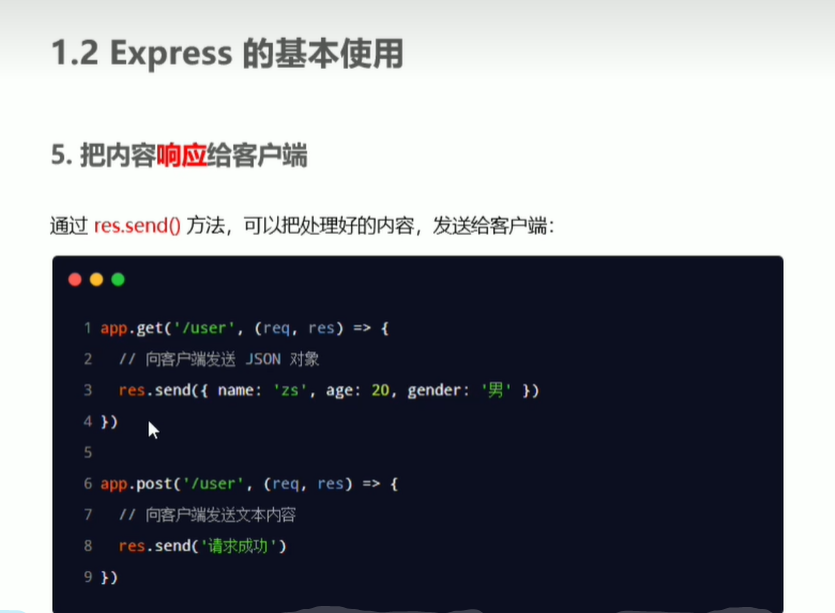 1.2 Express 的基本使用
5. 把内容响应给客户端
通过 res.send() 方法，可以把处理好的内容，发送给客户端：
1 app.get('/user', (req, res) => {
2 // 向客户端发送 JSON 对象
3 res.send({ name: 'zs', age: 20, gender: '男' })
4 })
5
6 app.post('/user', (req, res) => {
7 // 向客户端发送文本内容
8 res.send('请求成功')
9 })